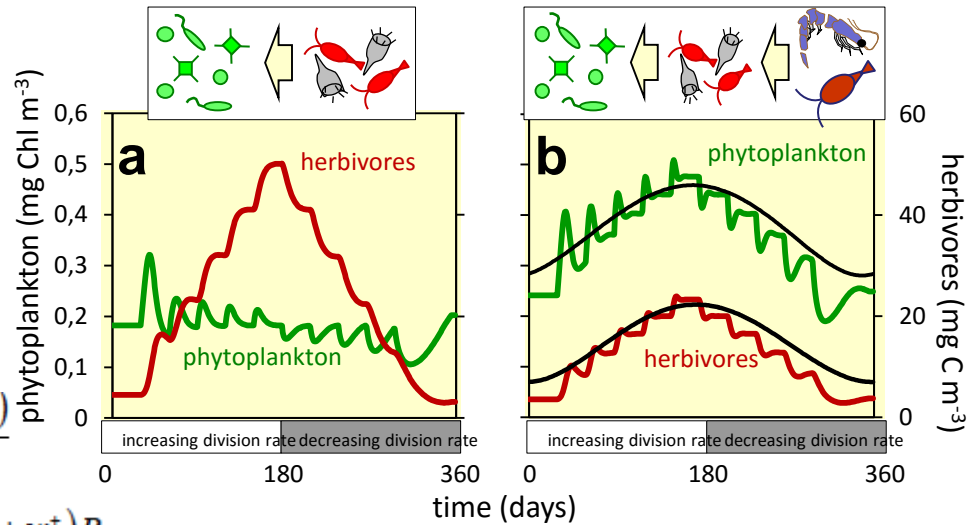 a
b
herbivores
phytoplankton
phytoplankton
herbivores
phytoplankton (mg Chl m-3)
herbivores (mg C m-3)
0,6
0,5
0,4
0,3
0,2
0,1
0
60
40
20
0
increasing division rate
decreasing division rate
increasing division rate
decreasing division rate
0
180
360
0
180
360
time (days)
)